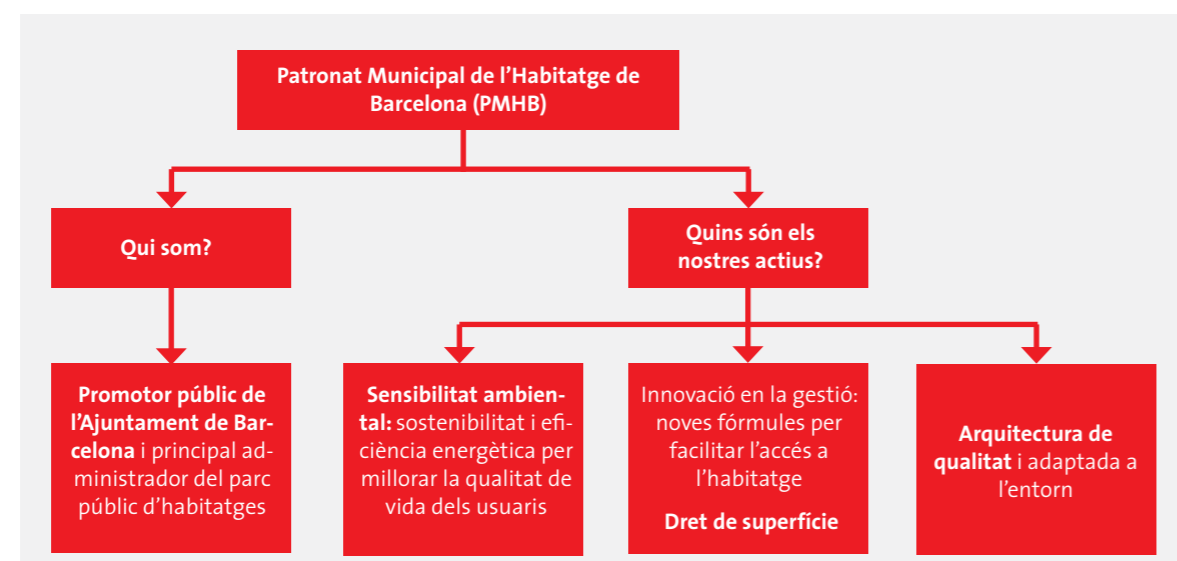 Patronat Municipal de l'Habitatge de
Barcelona (PMHB)
Qui som?
Quins són els
nostres actius?
Promotor públic de
l'Ajuntament de Bar-
celona i principal ad-
ministrador del parc
públic d'habitatges
Sensibilitat ambien-
tal: sostenibilitat i efi-
ciència energètica per
millorar la qualitat de
vida dels usuaris
Innovació en la gestió:
noves fórmules per
facilitar l'accés a
l'habitatge
Dret de superfície
Arquitectura de
qualitat i adaptada a
l'entorn